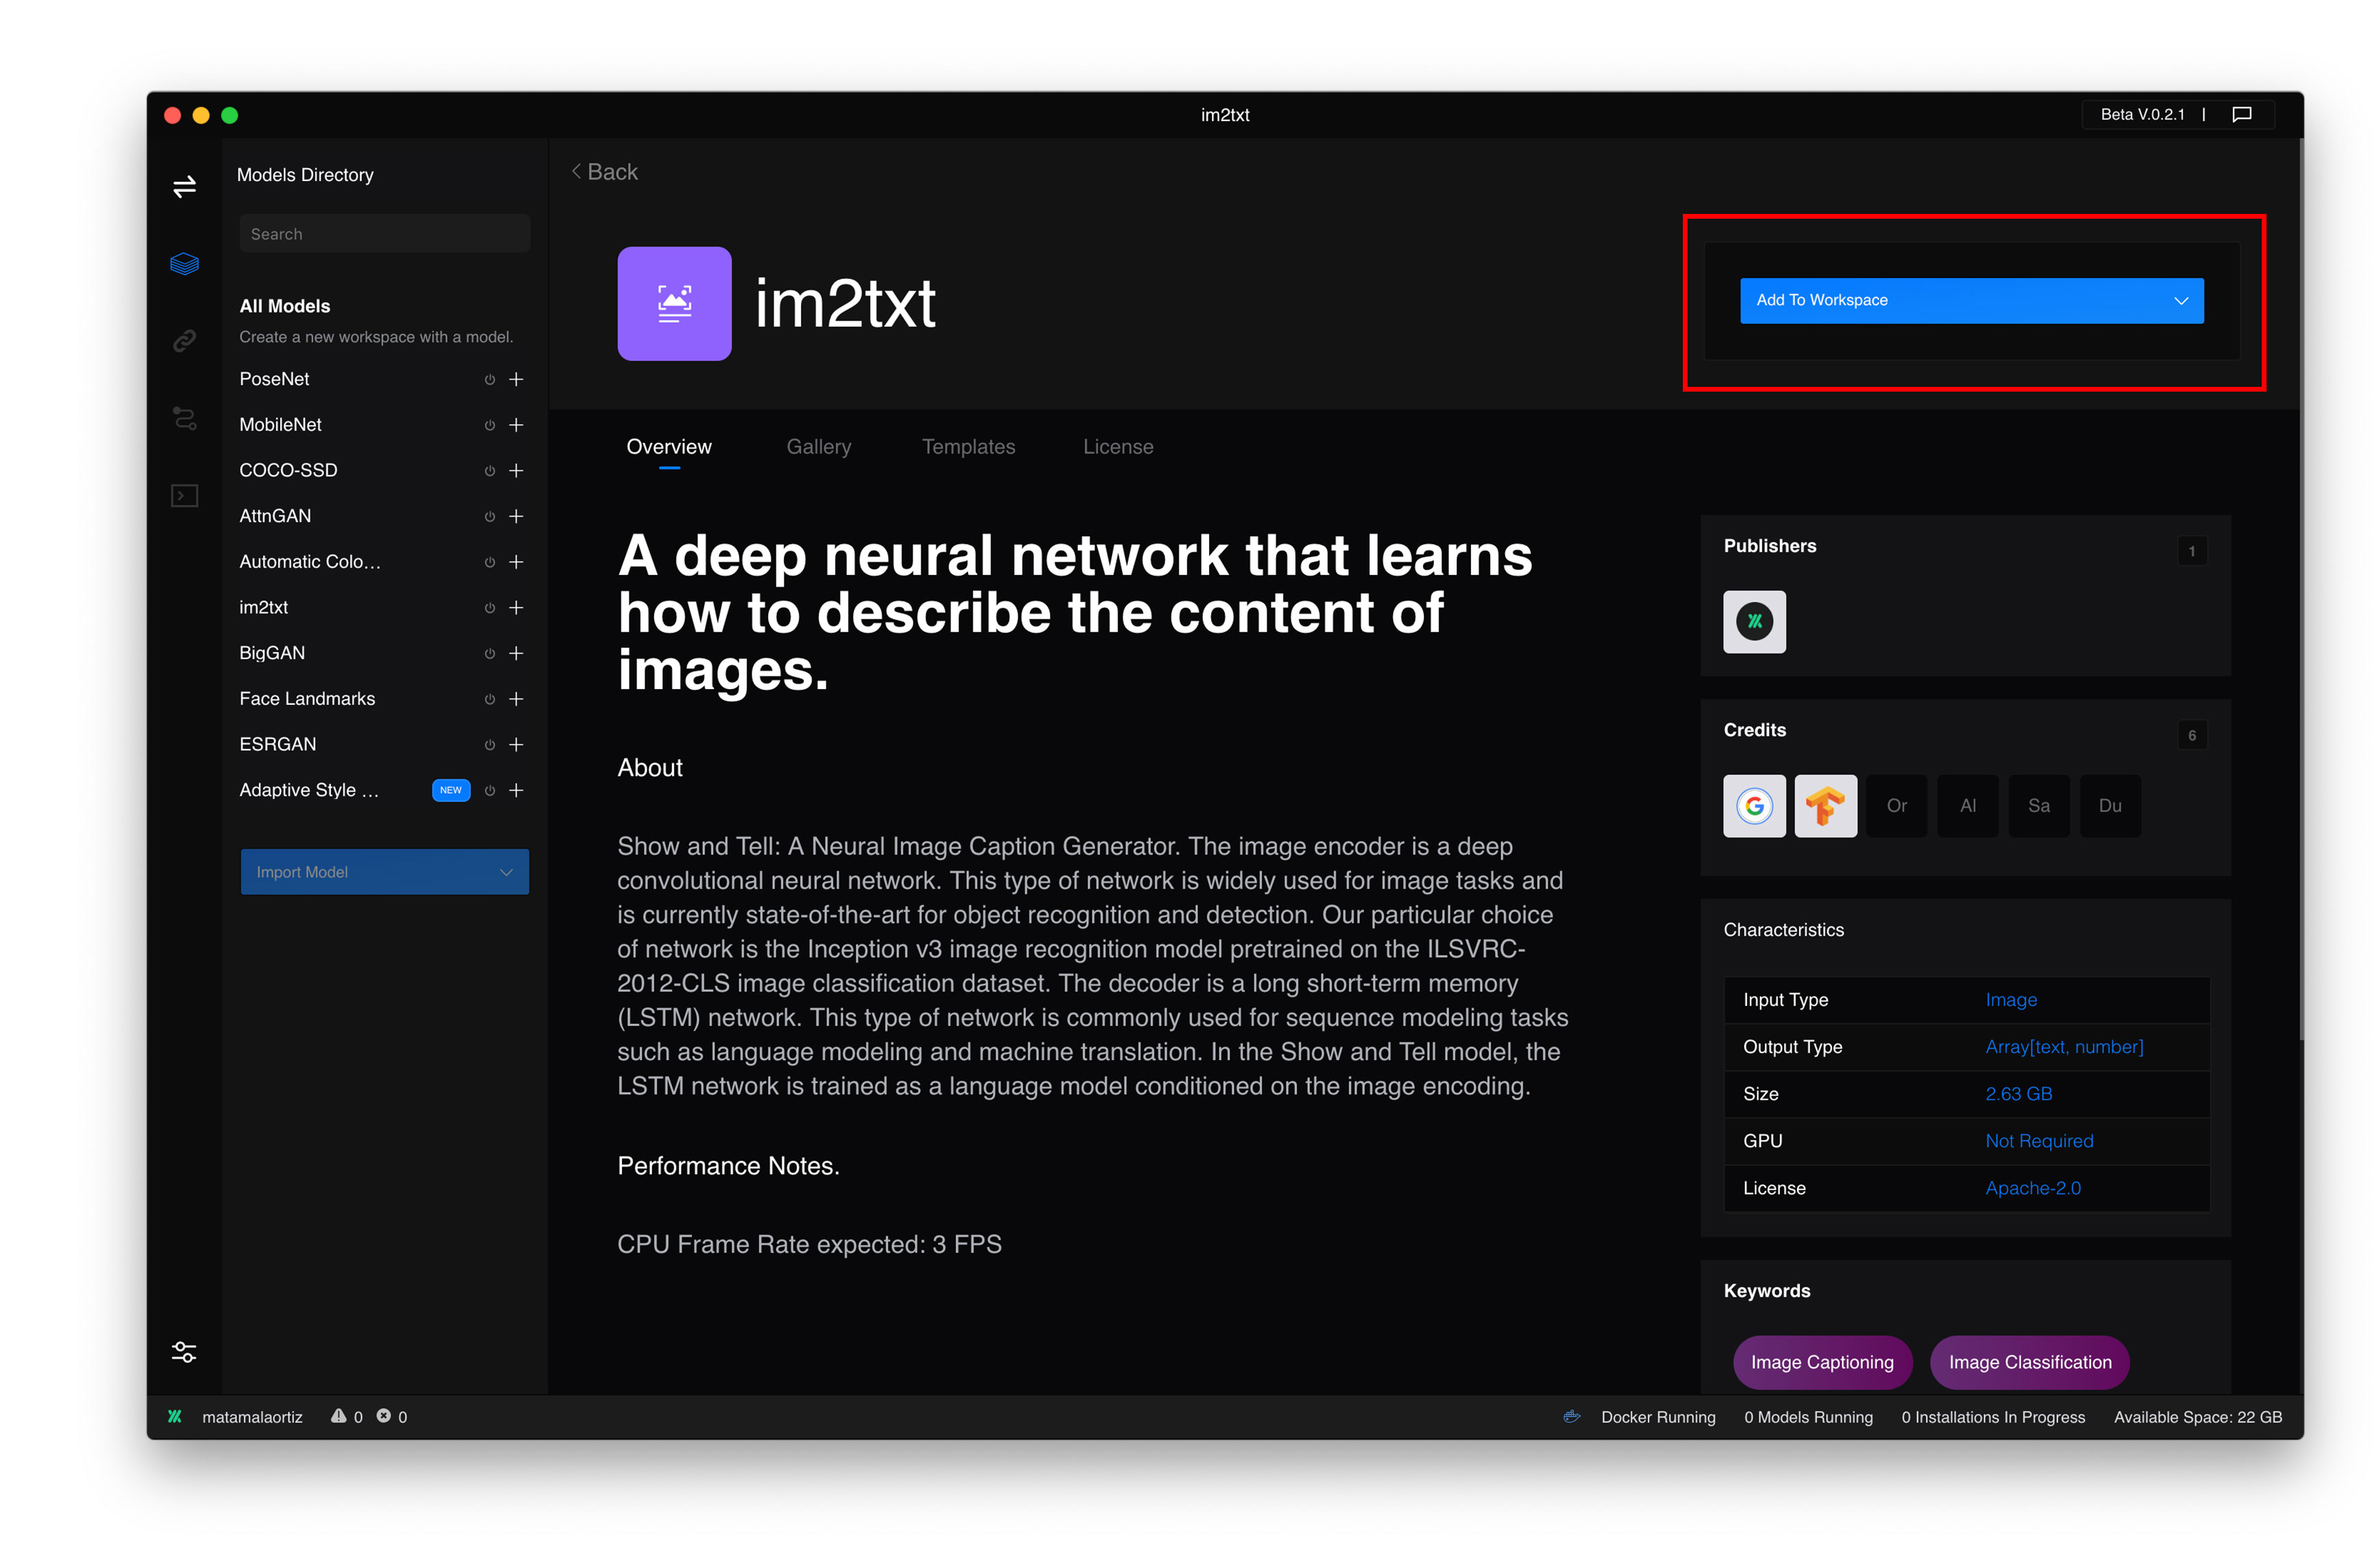 im2txt
Beta V.0.2.1 |
Models Directory
Search
All Models
Create a new workspace with a model.
PoseNet
MobileNet
COCO-SSD
AttnGAN
Automatic Colo...
im2txt
BigGAN
Face Landmarks
ESRGAN
Adaptive Style ... NEW
Import Model
Back
im2txt
Add To Workspace
Overview Gallery Templates License
A deep neural network that learns
how to describe the content of
images.
About
Show and Tell: A Neural Image Caption Generator. The image encoder is a deep
convolutional neural network. This type of network is widely used for image tasks and
is currently state-of-the-art for object recognition and detection. Our particular choice
of network is the Inception v3 image recognition model pretrained on the ILSVRC-
2012-CLS image classification dataset. The decoder is a long short-term memory
(LSTM) network. This type of network is commonly used for sequence modeling tasks
such as language modeling and machine translation. In the Show and Tell model, the
LSTM network is trained as a language model conditioned on the image encoding.
Performance Notes.
CPU Frame Rate expected: 3 FPS
Publishers 1
Credits 6
G Or Al Sa Du
Characteristics
Input Type Image
Output Type Array[text, number]
Size 2.63 GB
GPU Not Required
License Apache-2.0
Keywords
Image Captioning Image Classification
matamalaortiz 0 0
Docker Running 0 Models Running 0 Installations In Progress Available Space: 22 GB